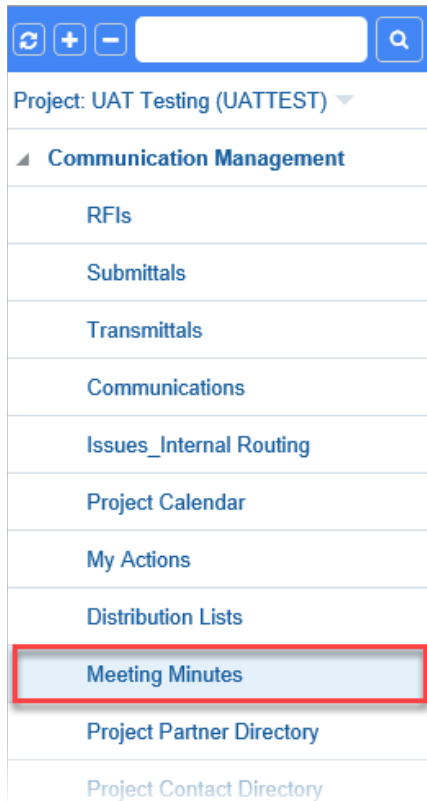 Project: UAT Testing (UATTEST)
Communication Management
RFIs
Submittals
Transmittals
Communications
Issues_Internal Routing
Project Calendar
My Actions
Distribution Lists
Meeting Minutes
Project Partner Directory
Project Contact Directory